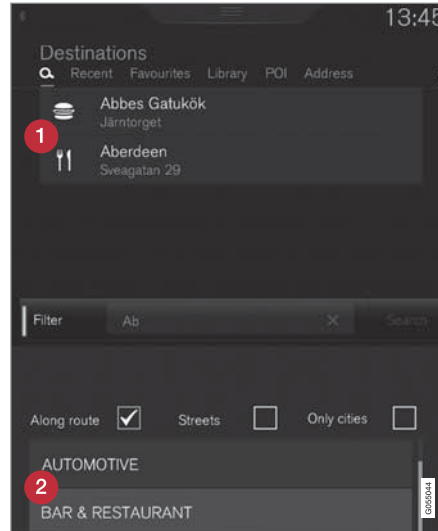 13:45
Destinations
Recent Favourites Library POI Address
Abbes Gatukök
Järntorget
1
Aberdeen
Sveagatan 29
Filter Ab Search
Along route Streets Only cities
AUTOMOTIVE
2
BAR & RESTAURANT
G055044